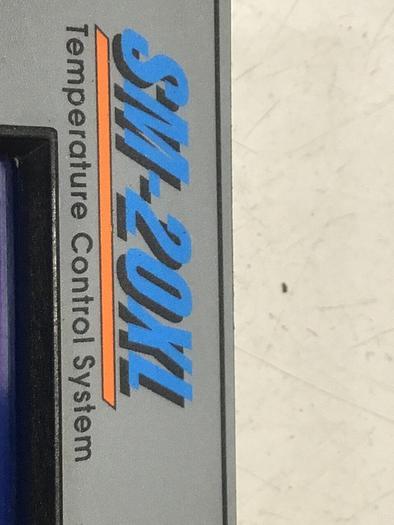 SM-20XL
Temperature Control System